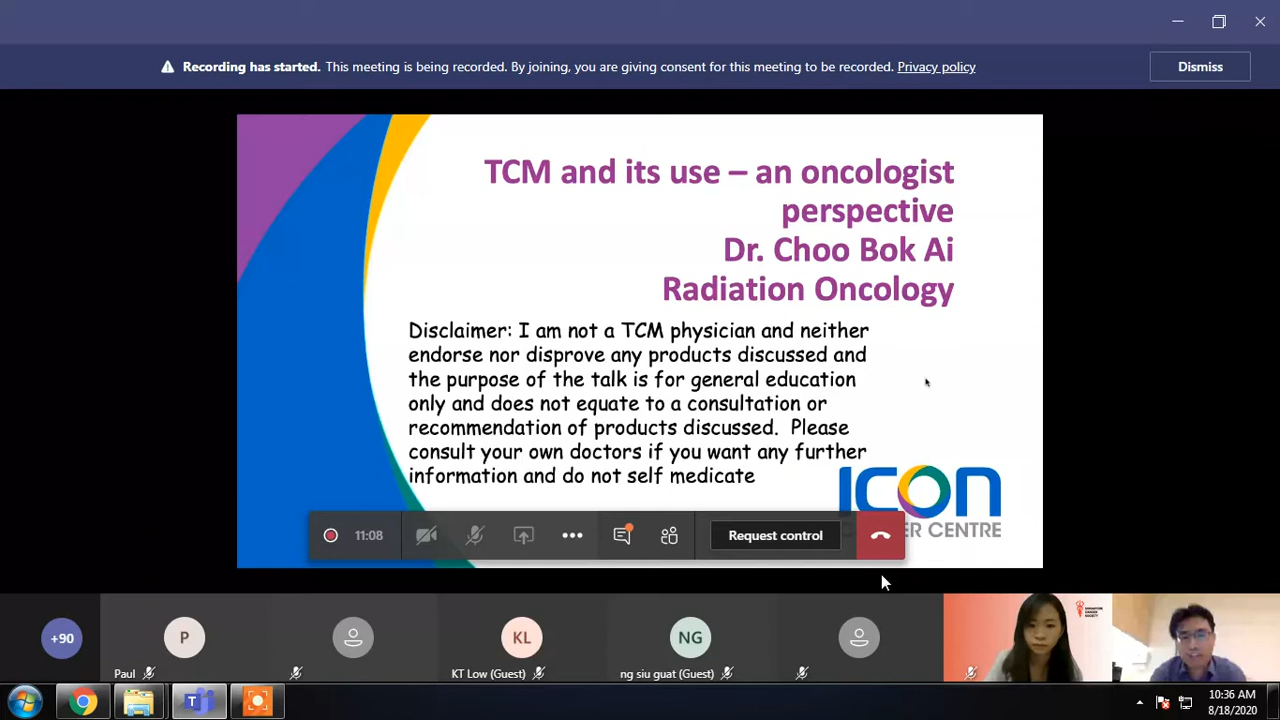 Recording has started. This meeting is being recorded. By joining, you are giving consent for this meeting to be recorded. Privacy policy
Dismiss
TCM and its use – an oncologist
perspective
Dr. Choo Bok Ai
Radiation Oncology
Disclaimer: I am not a TCM physician and neither
endorse nor disprove any products discussed and
the purpose of the talk is for general education
only and does not equate to a consultation or
recommendation of products discussed. Please
consult your own doctors if you want any further
information and do not self medicate
Icon
CENTRE
11:08
Request control
+90
P
KL
NG
Paul
KT Low (Guest)
ng siu guat (Guest)
T
10:36 AM
8/18/2020